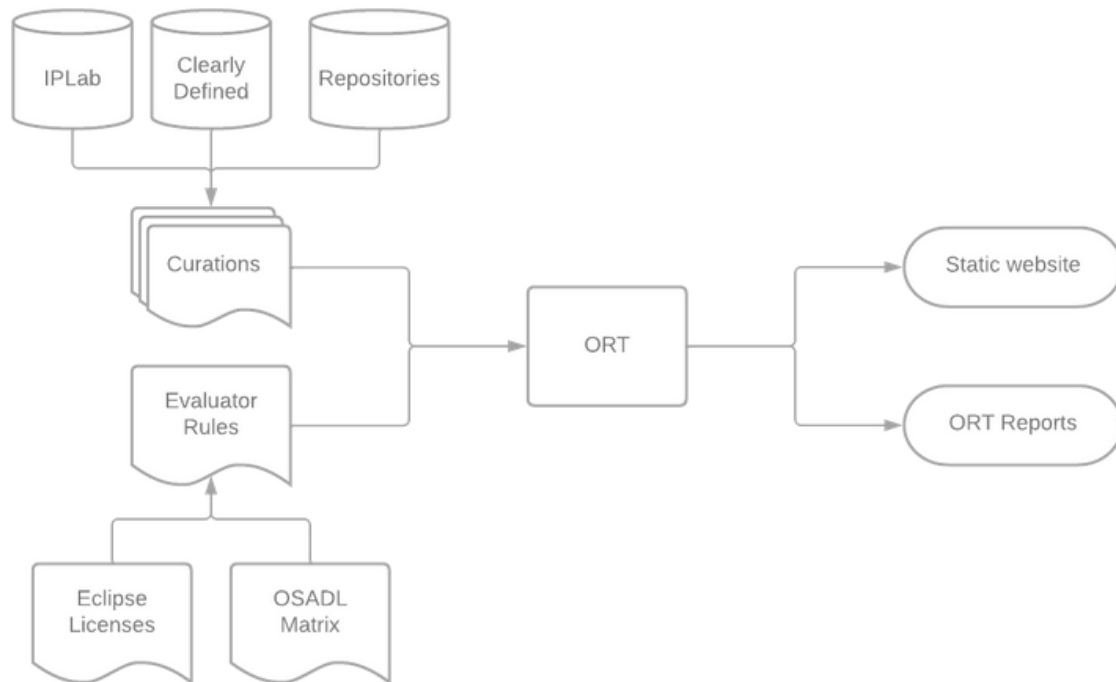 IPLab
Clearly
Defined
Repositories
Curations
Static website
ORT
Evaluator
Rules
ORT Reports
Eclipse
Licenses
OSADL
Matrix